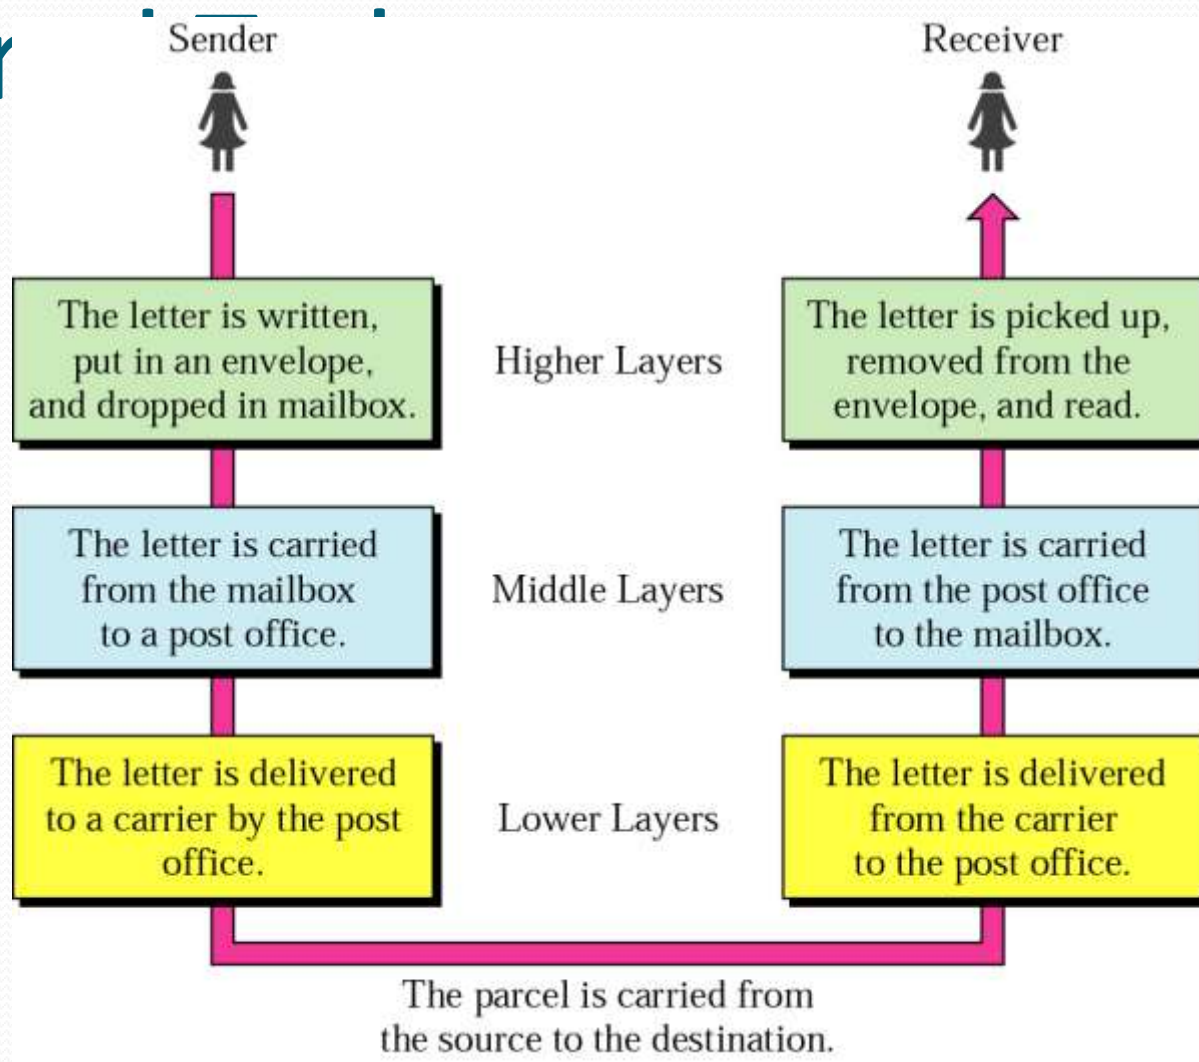 Sender
Receiver
The letter is written,
put in an envelope,
and dropped in mailbox.
Higher Layers
The letter is picked up,
removed from the
envelope, and read.
The letter is carried
from the mailbox
to a post office.
Middle Layers
The letter is carried
from the post office
to the mailbox.
The letter is delivered
to a carrier by the post
office.
Lower Layers
The letter is delivered
from the carrier
to the post office.
The parcel is carried from
the source to the destination.